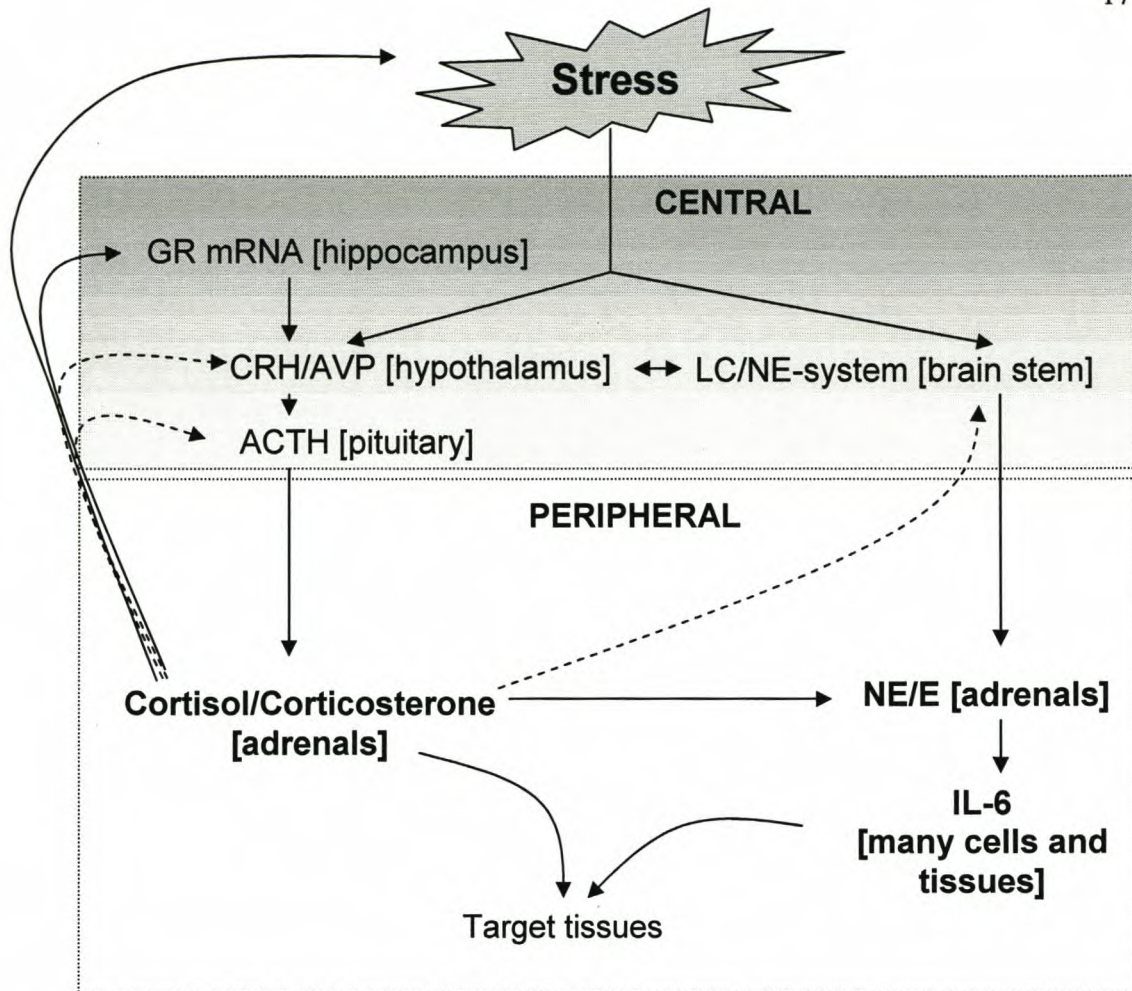 17
Stress
CENTRAL
GR mRNA [hippocampus]
CRH/AVP [hypothalamus]
LC/NE-system [brain stem]
ACTH [pituitary]
PERIPHERAL
Cortisol/Corticosterone
[adrenals]
NE/E [adrenals]
IL-6
[many cells and
tissues]
Target tissues